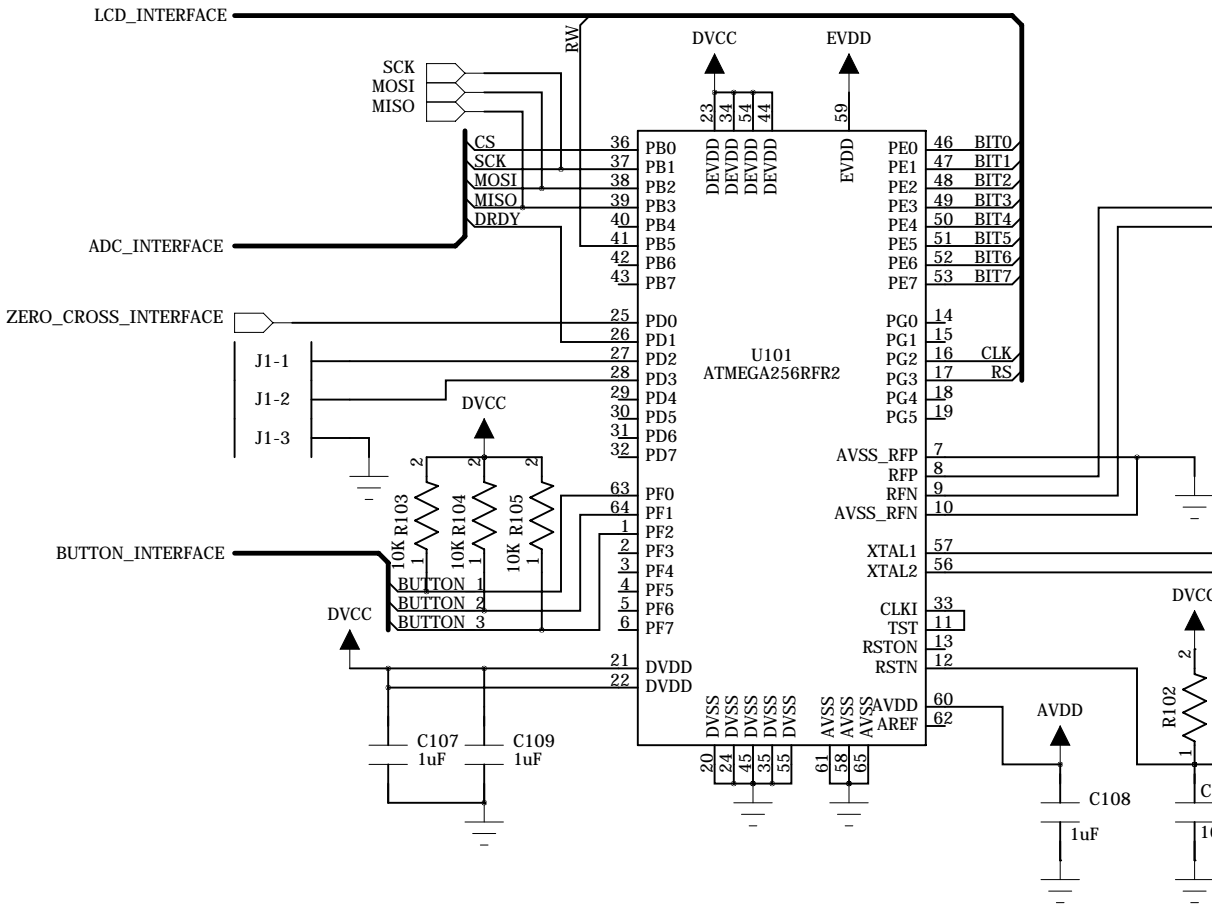 LCD_INTERFACE
RW
DVCC
EVDD
SCK
MOSI
MISO
23
34
54
44
59
DEVDD
DEVDD
DEVDD
DEVDD
EVDD
CS 36 PB0
SCK 37 PB1
MOSI 38 PB2
MISO 39 PB3
DRDY 40 PB4
41 PB5
42 PB6
43 PB7
PE0 46 BIT0
PE1 47 BIT1
PE2 48 BIT2
PE3 49 BIT3
PE4 50 BIT4
PE5 51 BIT5
PE6 52 BIT6
PE7 53 BIT7
ADC_INTERFACE
ZERO_CROSS_INTERFACE
25 PD0
26 PD1
27 PD2
28 PD3
29 PD4
30 PD5
31 PD6
32 PD7
J1-1
J1-2
J1-3
U101
ATMEGA256RFR2
PG0 14
PG1 15
PG2 16 CLK
PG3 17 RS
PG4 18
PG5 19
DVCC
2
2
2
10K R103
10K R104
10K R105
1
1
1
AVSS_RFP 7
RFP 8
RFN 9
AVSS_RFN 10
63 PF0
64 PF1
1 PF2
2 PF3
3 PF4
4 PF5
5 PF6
6 PF7
BUTTON_INTERFACE
BUTTON_1
BUTTON_2
BUTTON_3
XTAL1 57
XTAL2 56
CLKI 33
TST 11
RSTON 13
RSTN 12
DVCC
21 DVDD
22 DVDD
DVCC
2
R102
1
DVSS
DVSS
DVSS
DVSS
DVSS
AVSS
AVSS
AVSS
AVDD 60
AREF 62
AVDD
20
24
45
35
55
61
58
65
C107
1uF
C109
1uF
C108
1uF